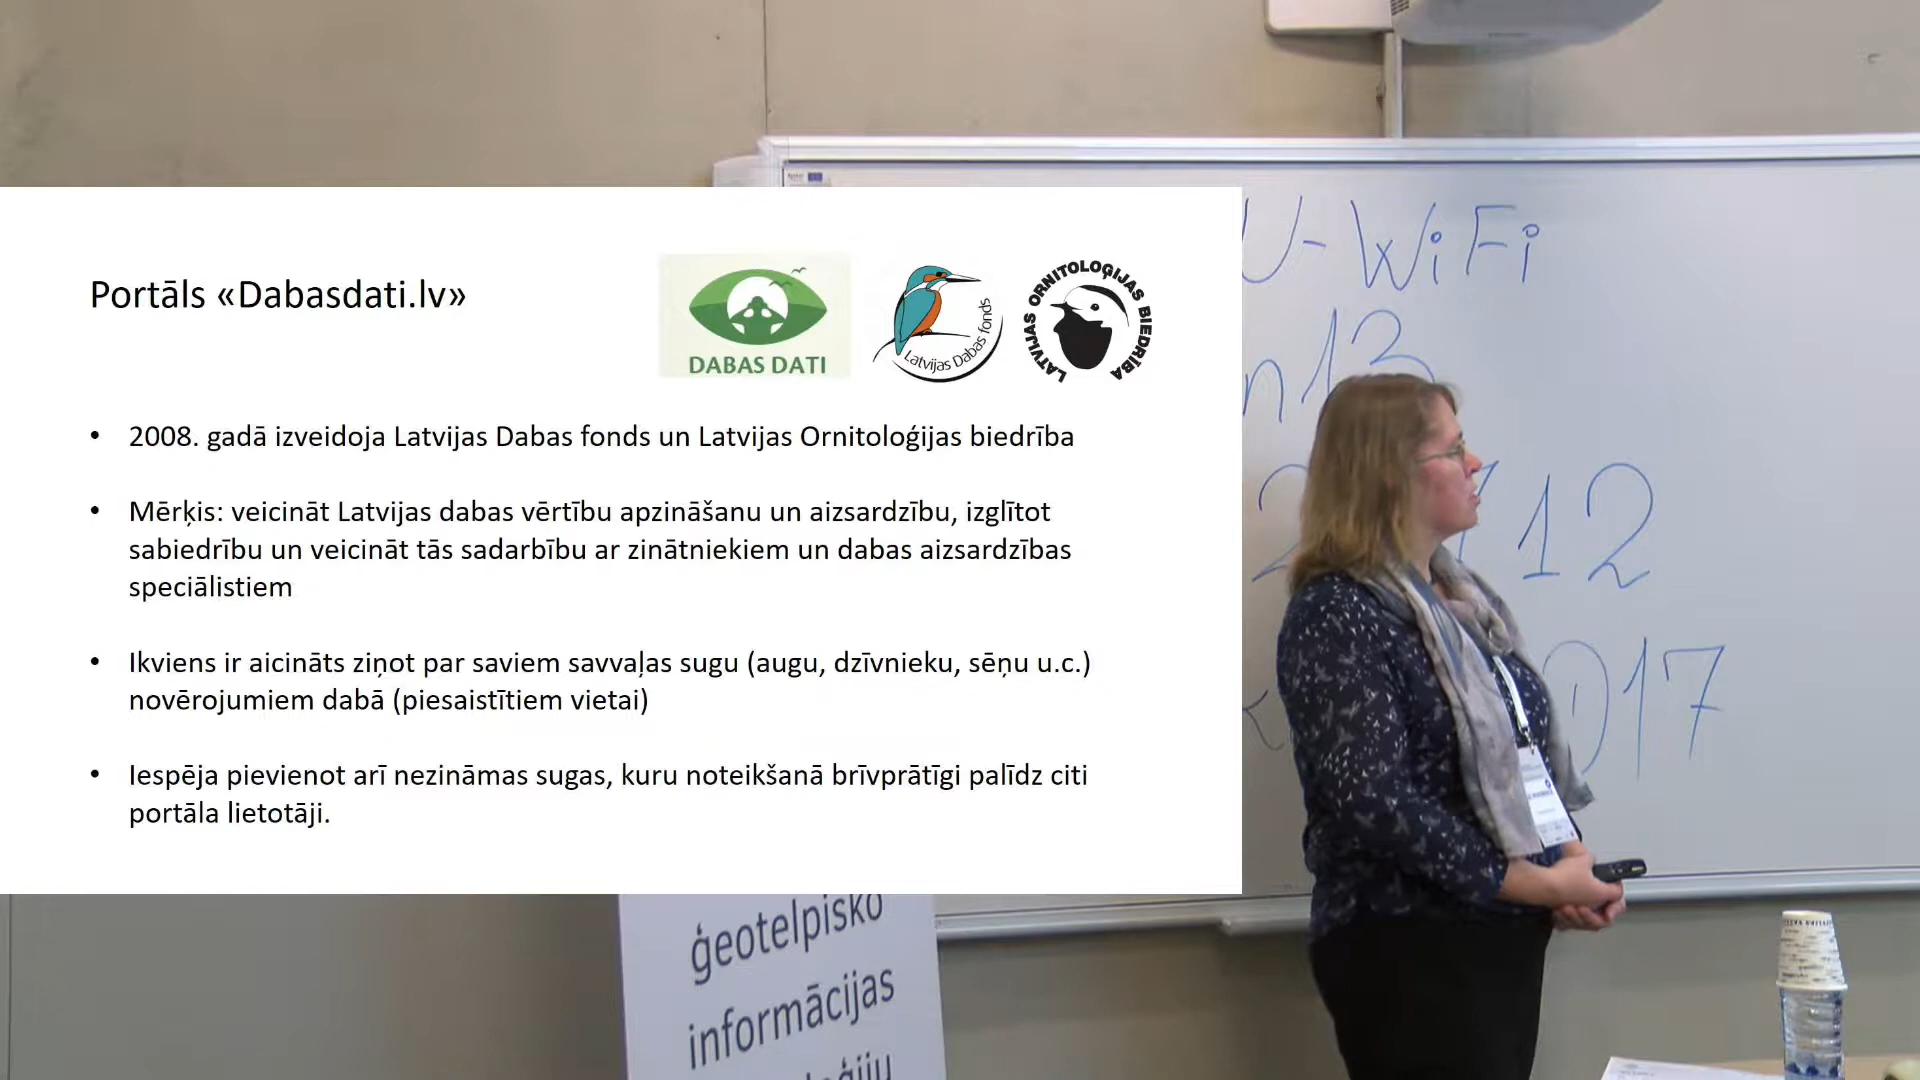 Portāls «Dabasdati.lv»
DABAS DATI
Latvijas Dabas fonds
LATVIJAS ORNITOLOĢIJAS BIEDRĪBA
• 2008. gadā izveidoja Latvijas Dabas fonds un Latvijas Ornitoloģijas biedrība
• Mērķis: veicināt Latvijas dabas vērtību apzināšanu un aizsardzību, izglītot
sabiedrību un veicināt tās sadarbību ar zinātniekiem un dabas aizsardzības
speciālistiem
• Ikviens ir aicināts ziņot par saviem savvaļas sugu (augu, dzīvnieku, sēņu u.c.)
novērojumiem dabā (piesaistītiem vietai)
• Iespēja pievienot arī nezināmas sugas, kuru noteikšanā brīvprātīgi palīdz citi
portāla lietotāji.
U-WiFi
n13
12
017
ģeotelpisko
informācijas